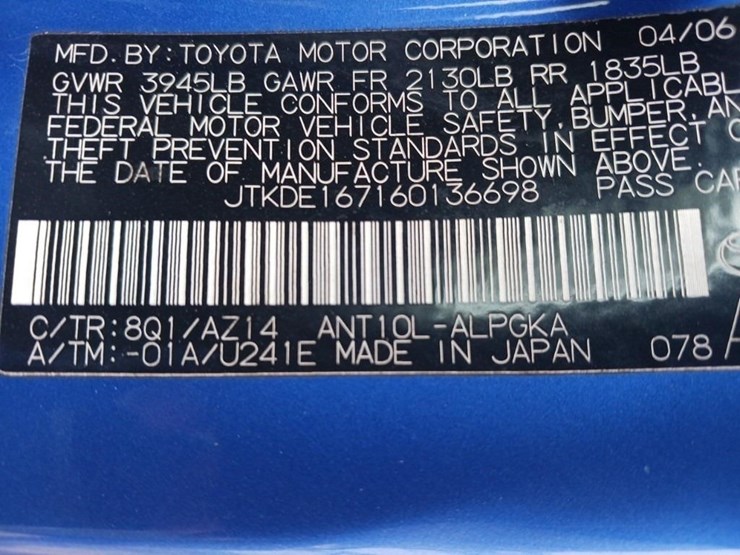 MFD. BY: TOYOTA MOTOR CORPORATION 04/06
GVWR 3945LB GAWR FR 2130LB RR 1835LB
THIS VEHICLE CONFORMS TO ALL APPLICABL
FEDERAL MOTOR VEHICLE SAFETY, BUMPER, AN
THEFT PREVENTION STANDARDS IN EFFECT O
THE DATE OF MANUFACTURE SHOWN ABOVE.
JTKDE167160136698 PASS CAR
C/TR:8Q1/AZ14 ANT10L-ALPGKA
A/TM:-01A/U241E MADE IN JAPAN 078